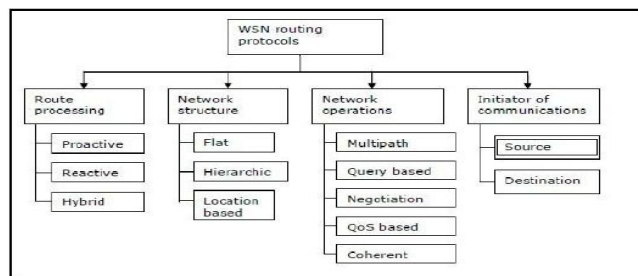 WSN routing
protocols
Route
processing
Proactive
Reactive
Hybrid
Network
structure
Flat
Hierarchic
Location
based
Network
operations
Multipath
Query based
Negotiation
QoS based
Coherent
Initiator of
communications
Source
Destination